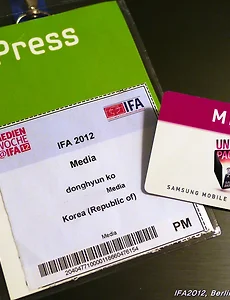 Press
MEDIEN
WOCHE
@IFA12
IFA
IFA 2012
Media
donghyun ko
Media
Korea (Republic of)
PM
Media
SAMSUNG MOBILE
IFA2012, Berlin